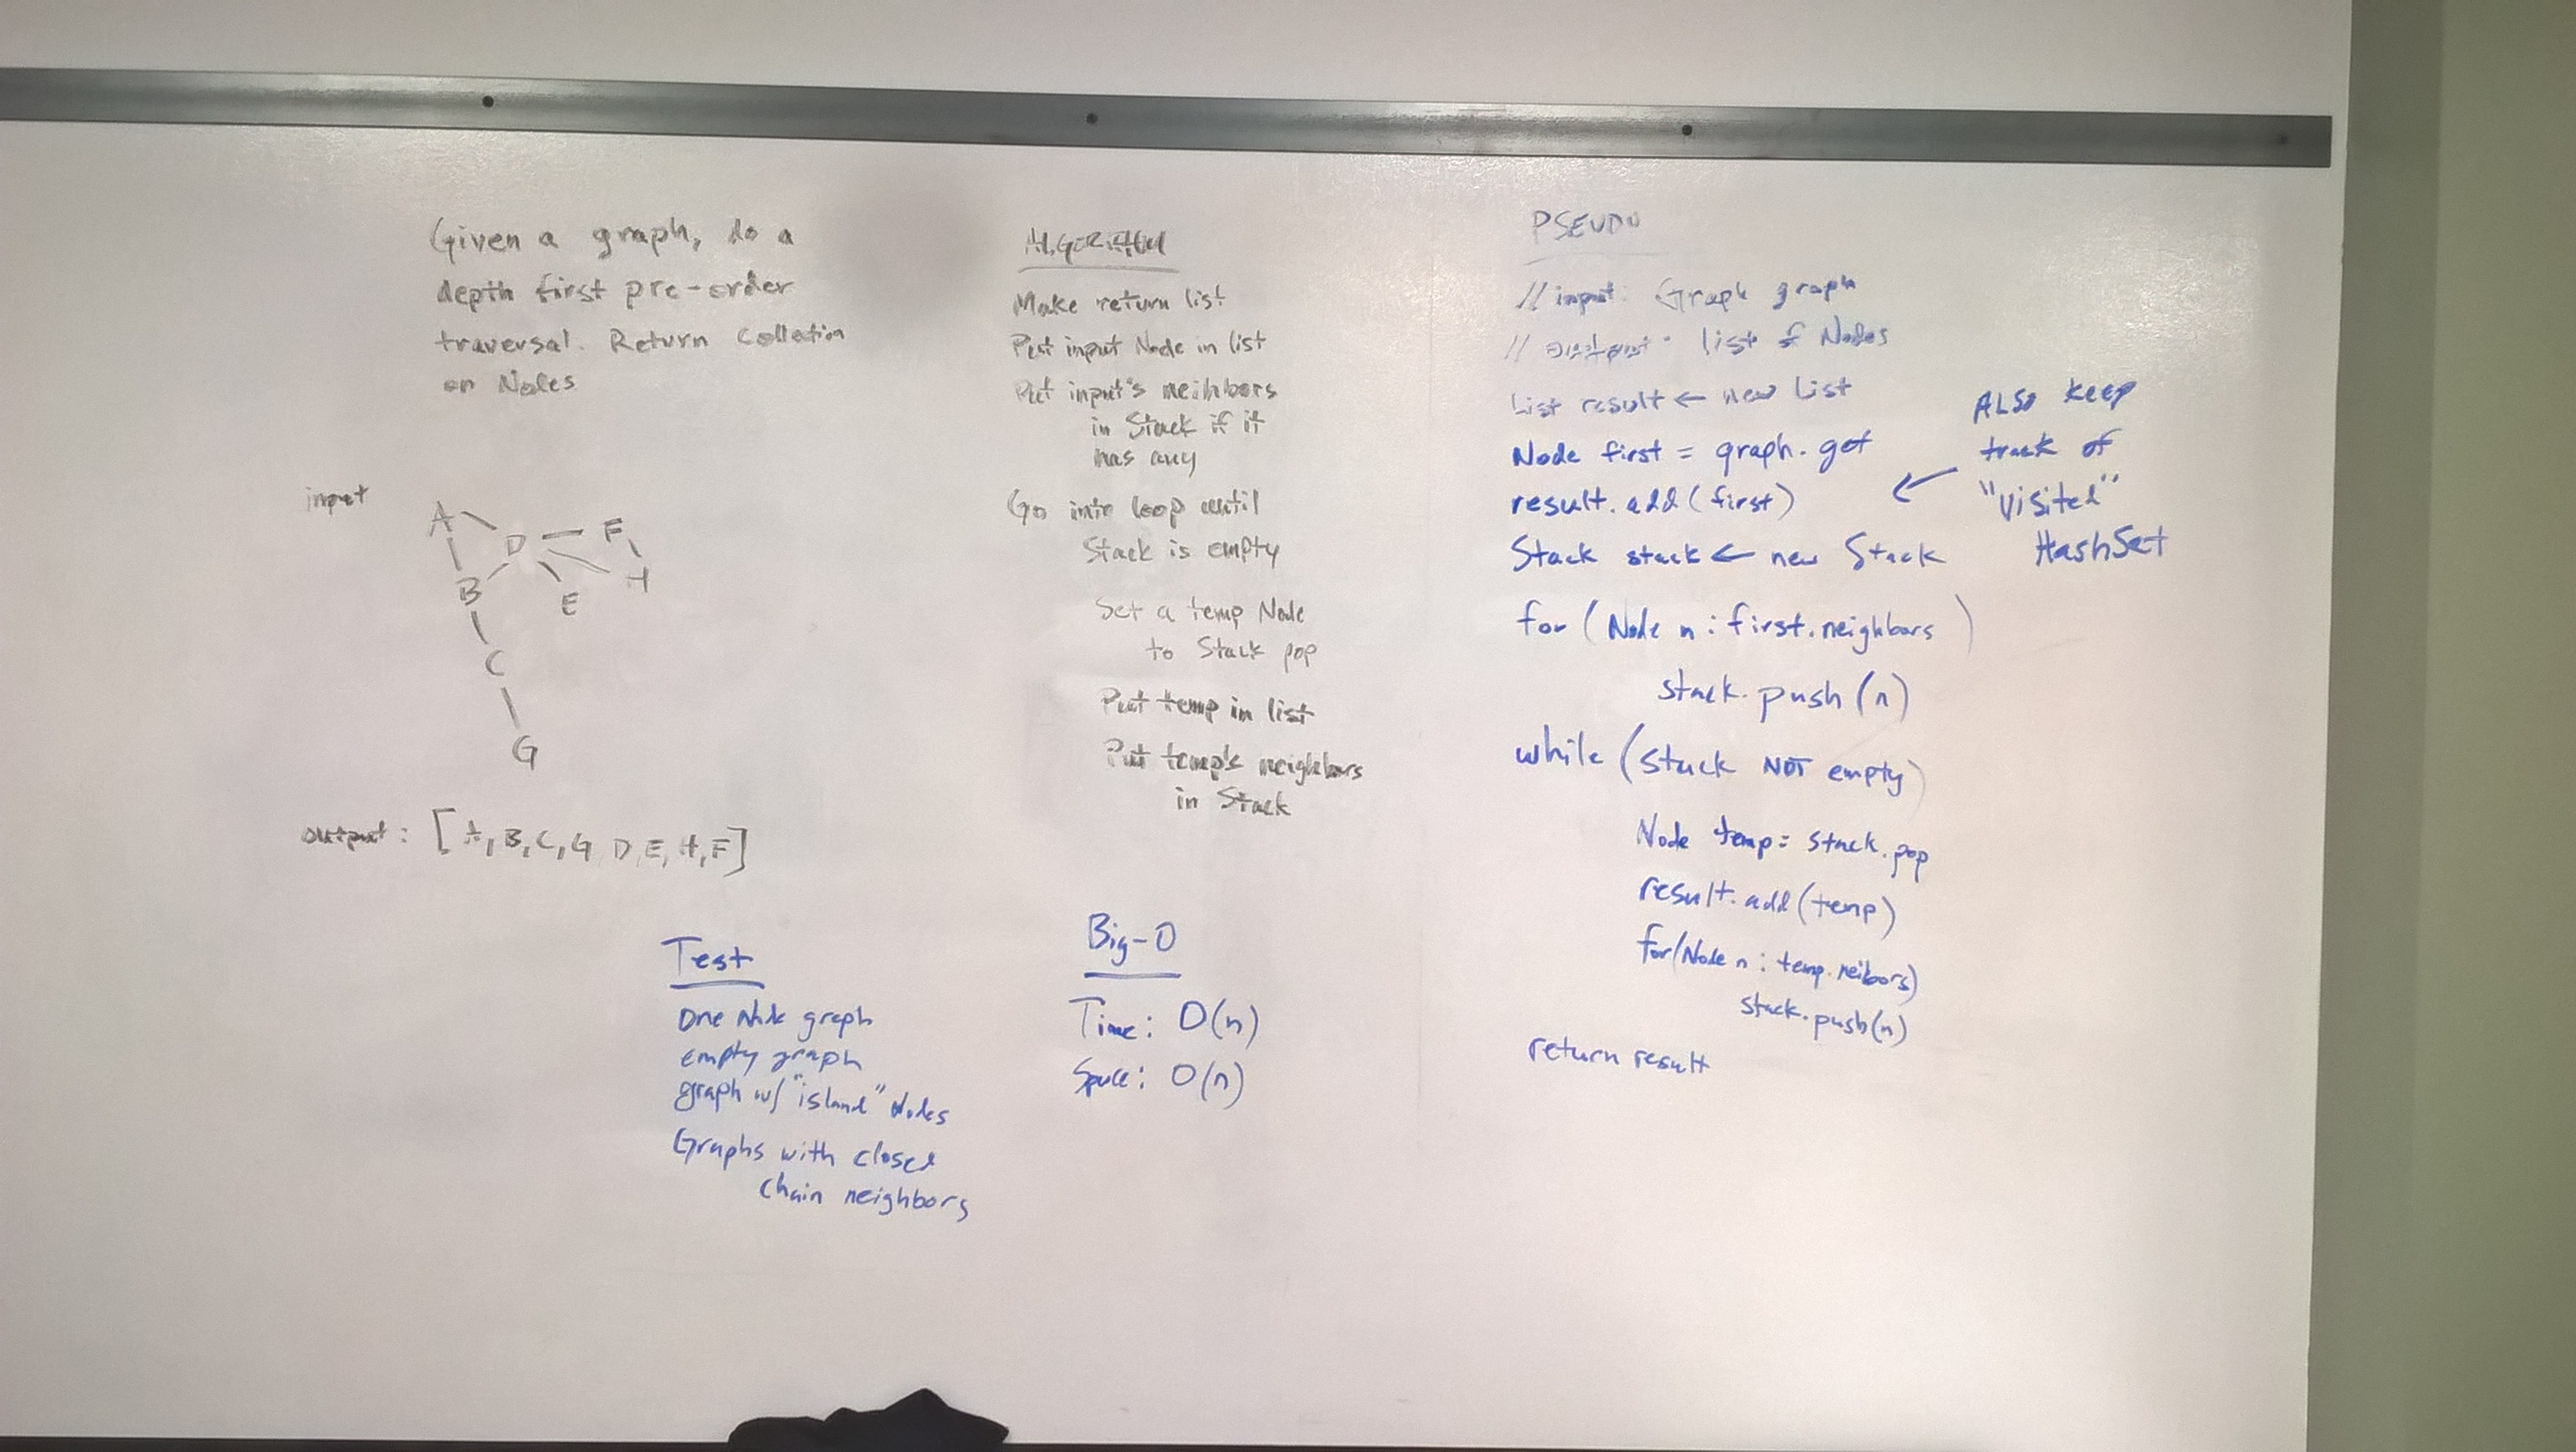 Given a graph, do a
depth first pre-order
traversal. Return Collection
on Nodes
input
A
D
F
B
E
H
C
G
output: [A, B, C, G, D, E, H, F]
Test
One Node graph
empty graph
graph w/ "island" Nodes
Graphs with closed
chain neighbors
ALGORITHM
Make return list
Put input Node in list
Put input's neihbors
in Stack if it
has any
Go into loop until
Stack is empty
Set a temp Node
to Stack pop
Put temp in list
Put temp's neighbors
in Stack
Big-O
Time: O(n)
Space: O(n)
PSEUDO
// input: Graph graph
// output: list of Nodes
List result ← new List
Node first = graph.get
result.add(first)
Stack stack ← new Stack
for (Node n : first.neighbors)
stack.push(n)
while (stack NOT empty)
Node temp = stack.pop
result.add(temp)
for(Node n : temp.neibors)
stack.push(n)
return result
ALSO keep
track of
"visited"
HashSet